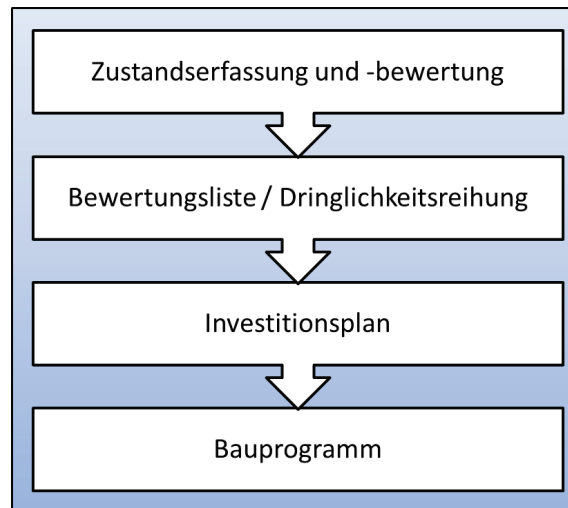 Zustandserfassung und -bewertung
Bewertungsliste / Dringlichkeitsreihung
Investitionsplan
Bauprogramm